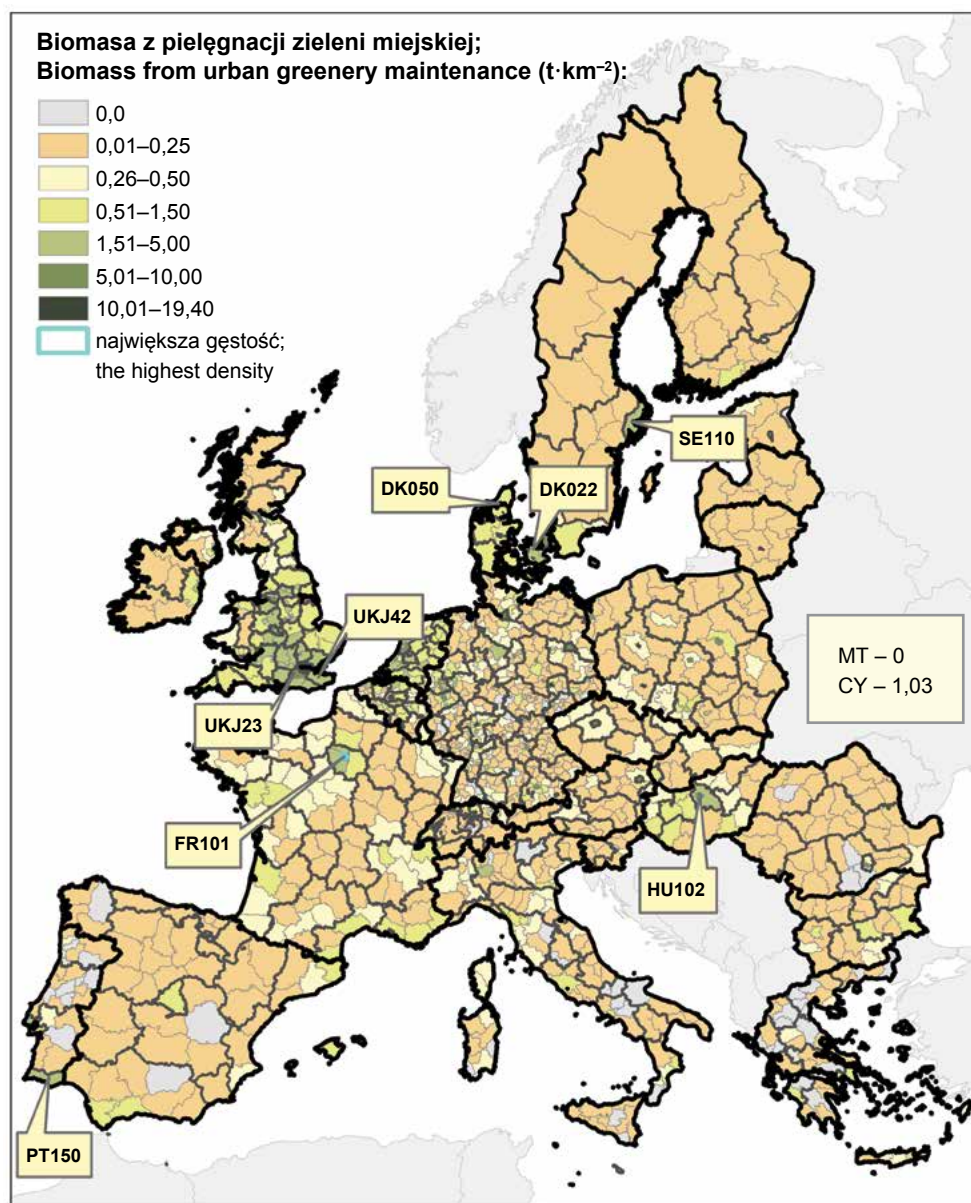 Biomasa z pielęgnacji zieleni miejskiej;
Biomass from urban greenery maintenance (t·km⁻²):
0,0
0,01–0,25
0,26–0,50
0,51–1,50
1,51–5,00
5,01–10,00
10,01–19,40
największa gęstość;
the highest density
SE110
DK050
DK022
UKJ42
MT – 0
CY – 1,03
UKJ23
FR101
HU102
PT150